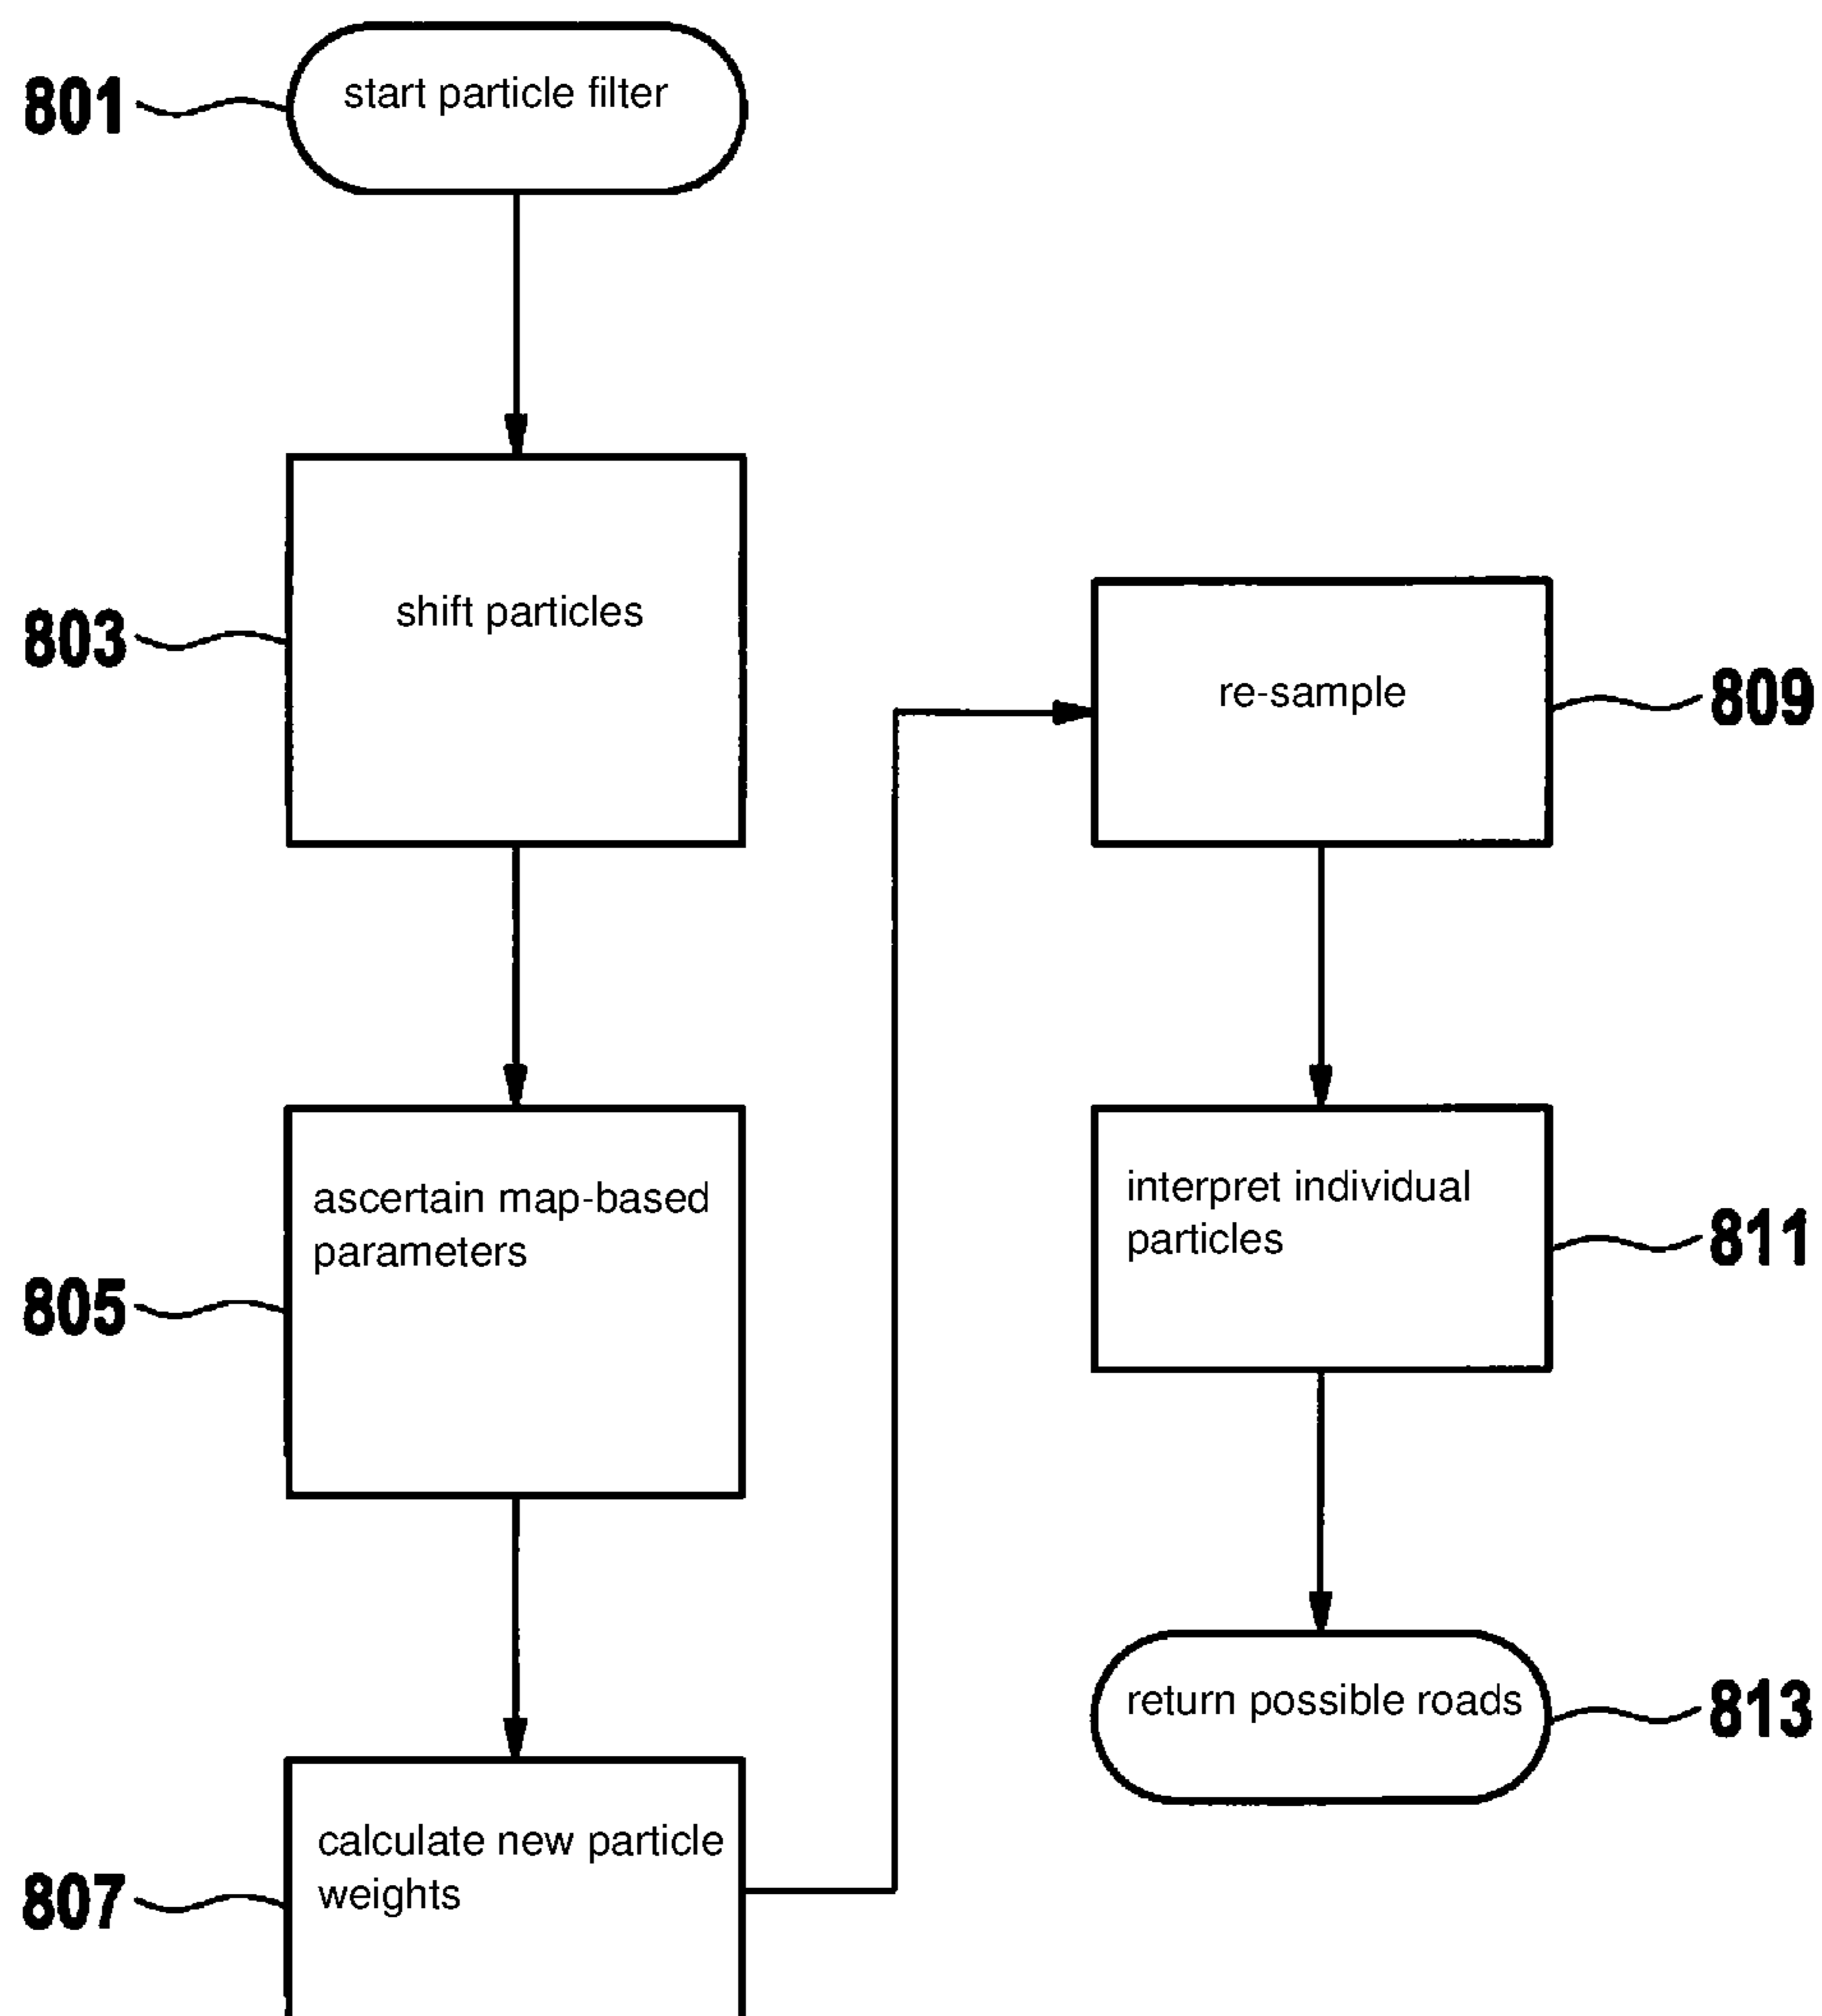 801
start particle filter
803
shift particles
805
ascertain map-based
parameters
807
calculate new particle
weights
re-sample
809
interpret individual
particles
811
return possible roads
813